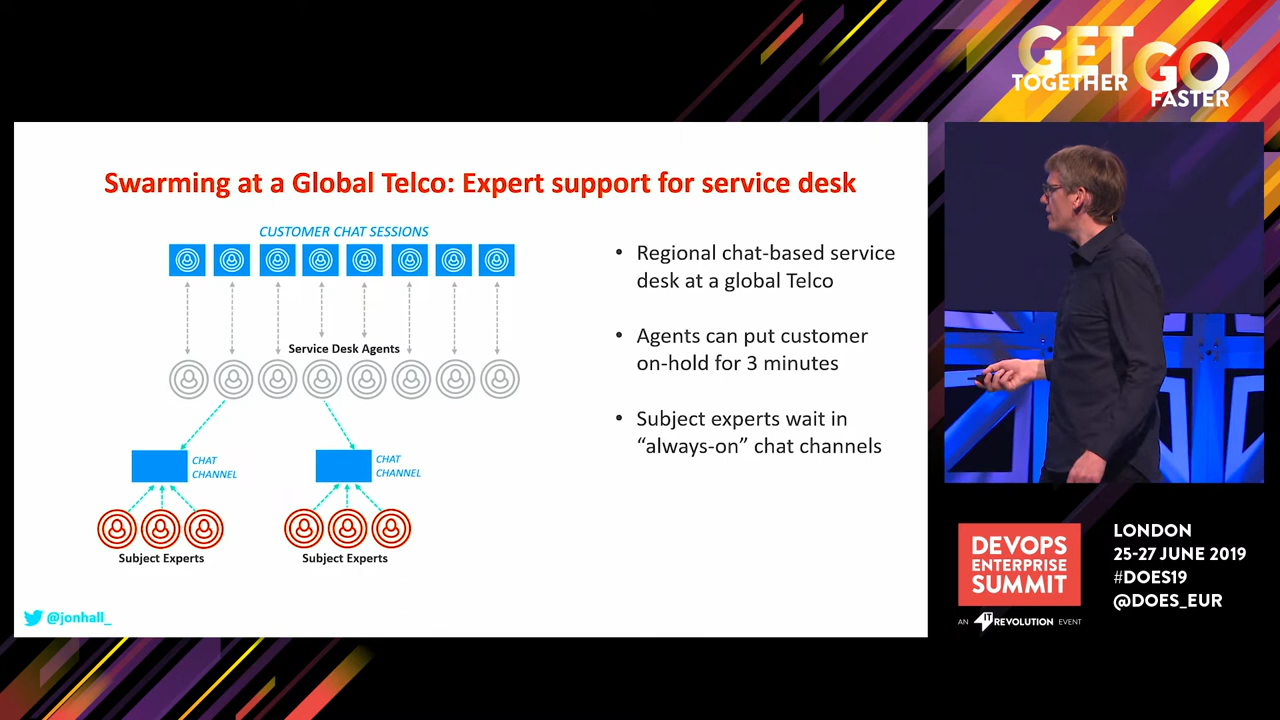 GET
TOGETHER GO
FASTER
Swarming at a Global Telco: Expert support for service desk
CUSTOMER CHAT SESSIONS
Service Desk Agents
CHAT
CHANNEL
CHAT
CHANNEL
Subject Experts
Subject Experts
• Regional chat-based service
desk at a global Telco
• Agents can put customer
on-hold for 3 minutes
• Subject experts wait in
“always-on” chat channels
@jonhall_
DEVOPS
ENTERPRISE
SUMMIT
AN IT REVOLUTION EVENT
LONDON
25-27 JUNE 2019
#DOES19
@DOES_EUR